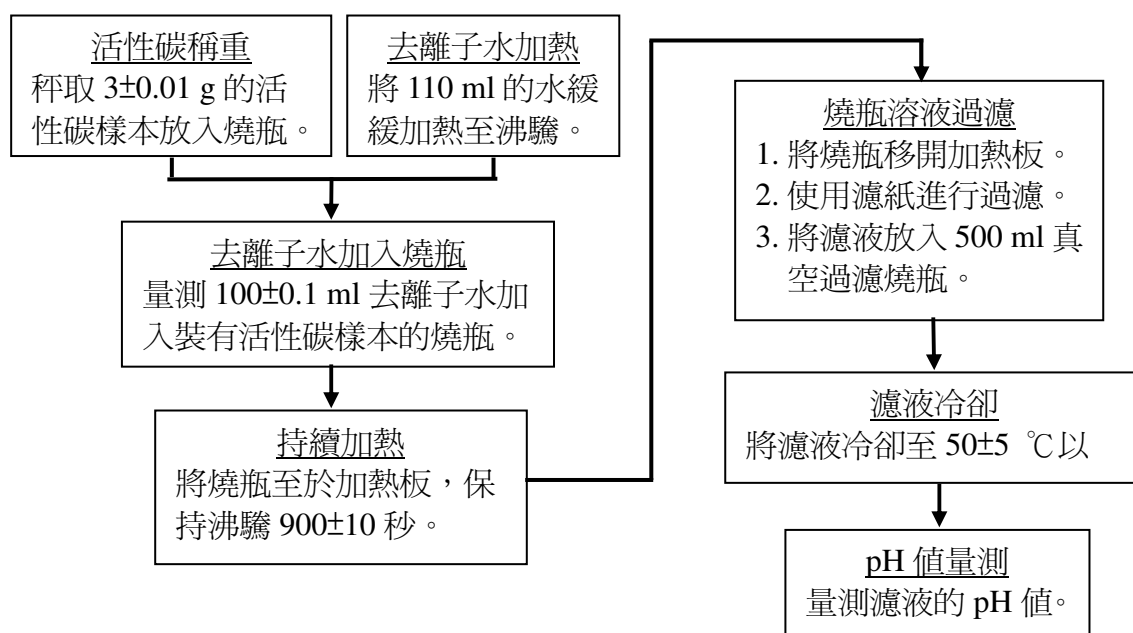 活性碳稱重
秤取 3±0.01 g 的活
性碳樣本放入燒瓶。
去離子水加熱
將 110 ml 的水緩
緩加熱至沸騰。
去離子水加入燒瓶
量測 100±0.1 ml 去離子水加
入裝有活性碳樣本的燒瓶。
持續加熱
將燒瓶至於加熱板，保
持沸騰 900±10 秒。
燒瓶溶液過濾
1. 將燒瓶移開加熱板。
2. 使用濾紙進行過濾。
3. 將濾液放入 500 ml 真
空過濾燒瓶。
濾液冷卻
將濾液冷卻至 50±5 ℃以
pH 值量測
量測濾液的 pH 值。